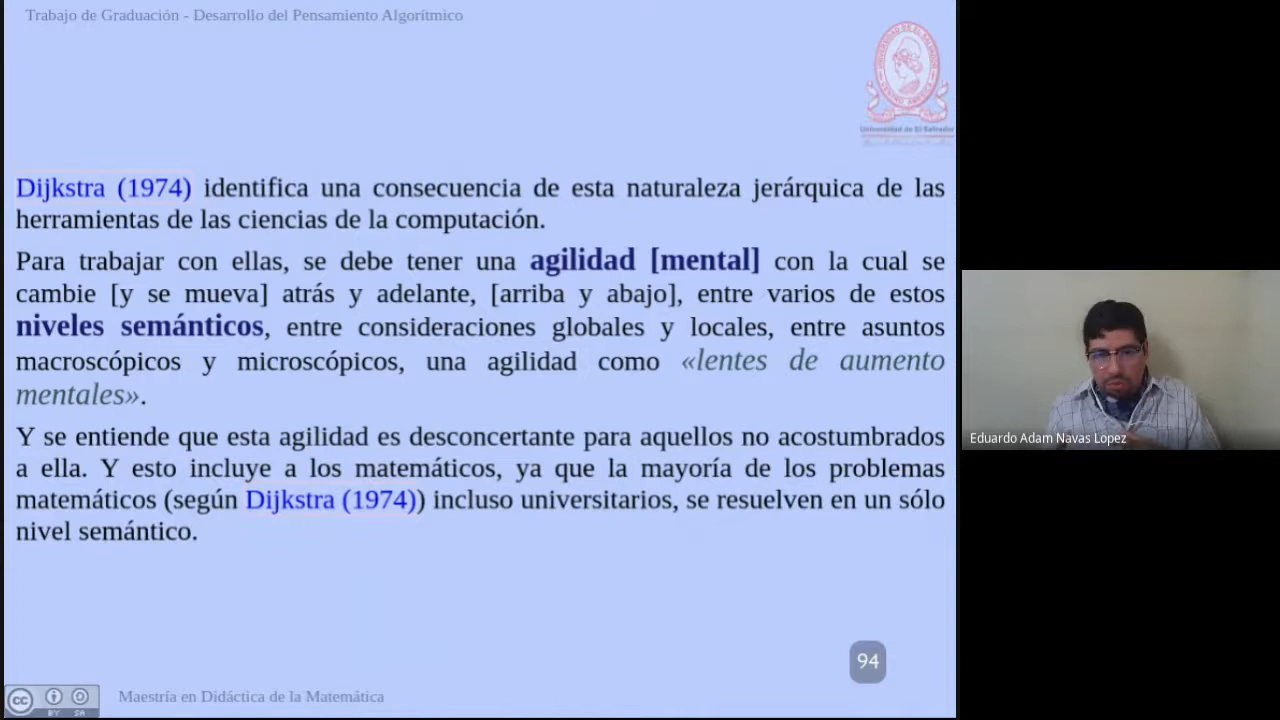 Trabajo de Graduación - Desarrollo del Pensamiento Algorítmico
Universidad de El Salvador
Dijkstra (1974) identifica una consecuencia de esta naturaleza jerárquica de las
herramientas de las ciencias de la computación.
Para trabajar con ellas, se debe tener una agilidad [mental] con la cual se
cambie [y se mueva] atrás y adelante, [arriba y abajo], entre varios de estos
niveles semánticos, entre consideraciones globales y locales, entre asuntos
macroscópicos y microscópicos, una agilidad como «lentes de aumento
mentales».
Y se entiende que esta agilidad es desconcertante para aquellos no acostumbrados
a ella. Y esto incluye a los matemáticos, ya que la mayoría de los problemas
matemáticos (según Dijkstra (1974)) incluso universitarios, se resuelven en un sólo
nivel semántico.
Eduardo Adam Navas Lopez
94
cc BY SA
Maestría en Didáctica de la Matemática